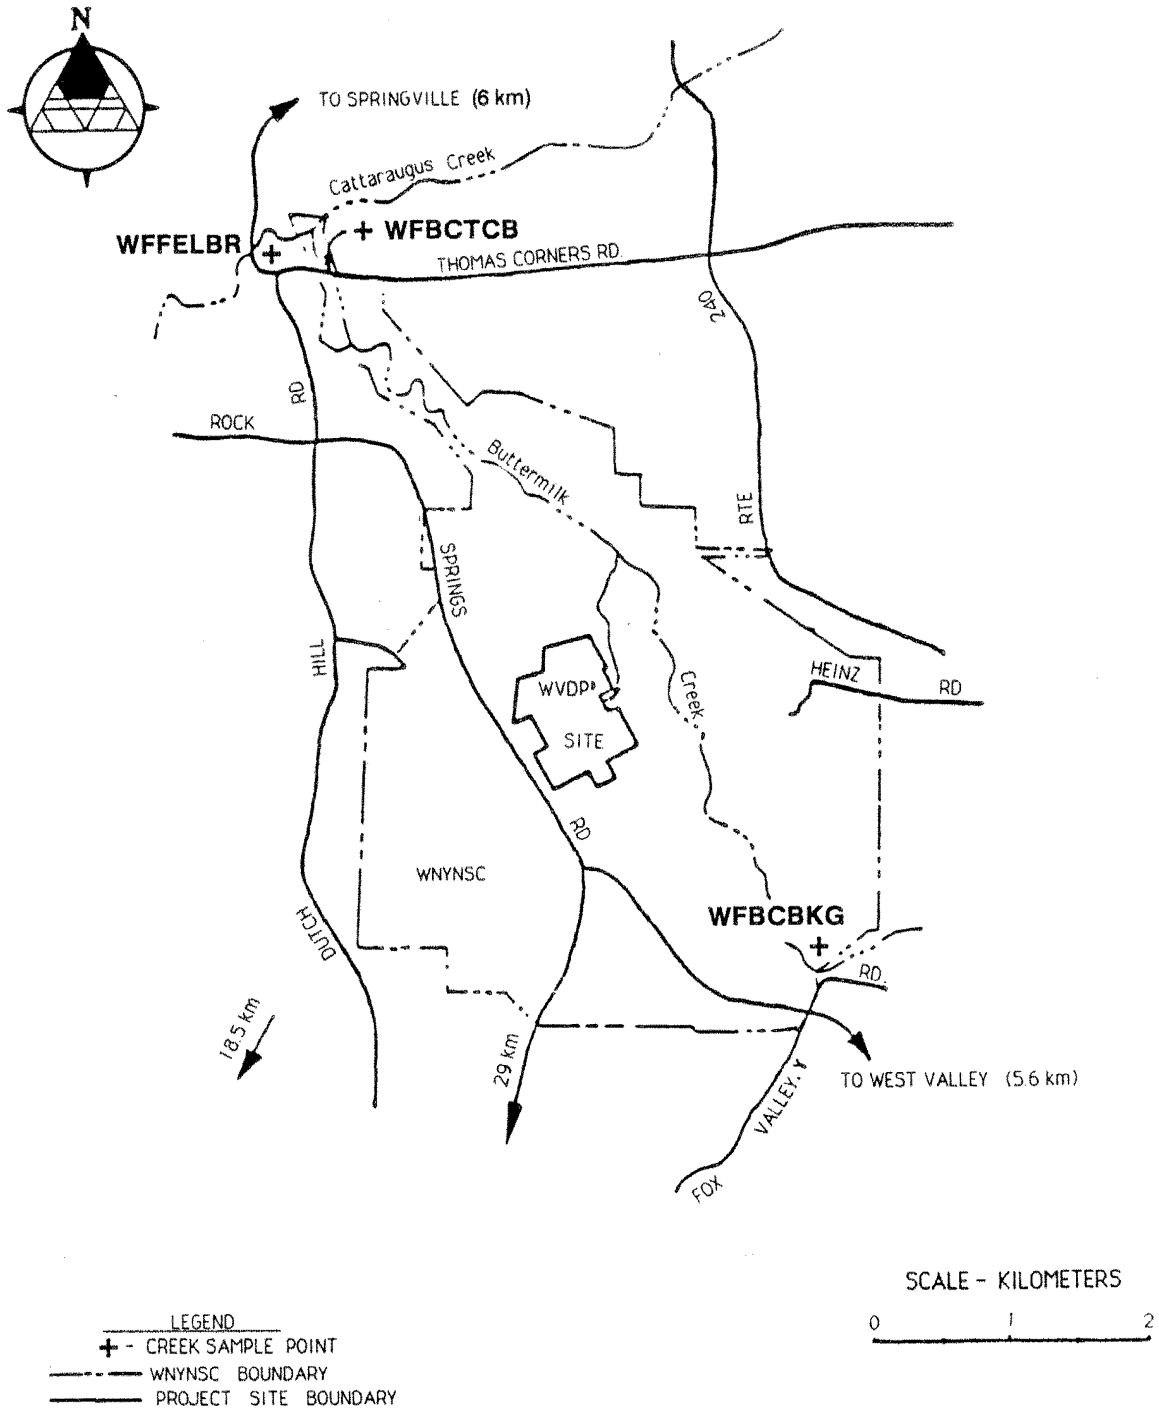 N
TO SPRINGVILLE (6 km)
Cattaraugus Creek
WFFELBR
WFBCTCB
THOMAS CORNERS RD.
240
RD
ROCK
Buttermilk
RTE
SPRINGS
HILL
HEINZ
RD
WVDP
Creek
SITE
RD
WNYNSC
WFBCBKG
DUTCH
RD.
18.5 km
29 km
TO WEST VALLEY (5.6 km)
VALLEY
FOX
SCALE - KILOMETERS
0 1 2
LEGEND
+ - CREEK SAMPLE POINT
WNYNSC BOUNDARY
PROJECT SITE BOUNDARY